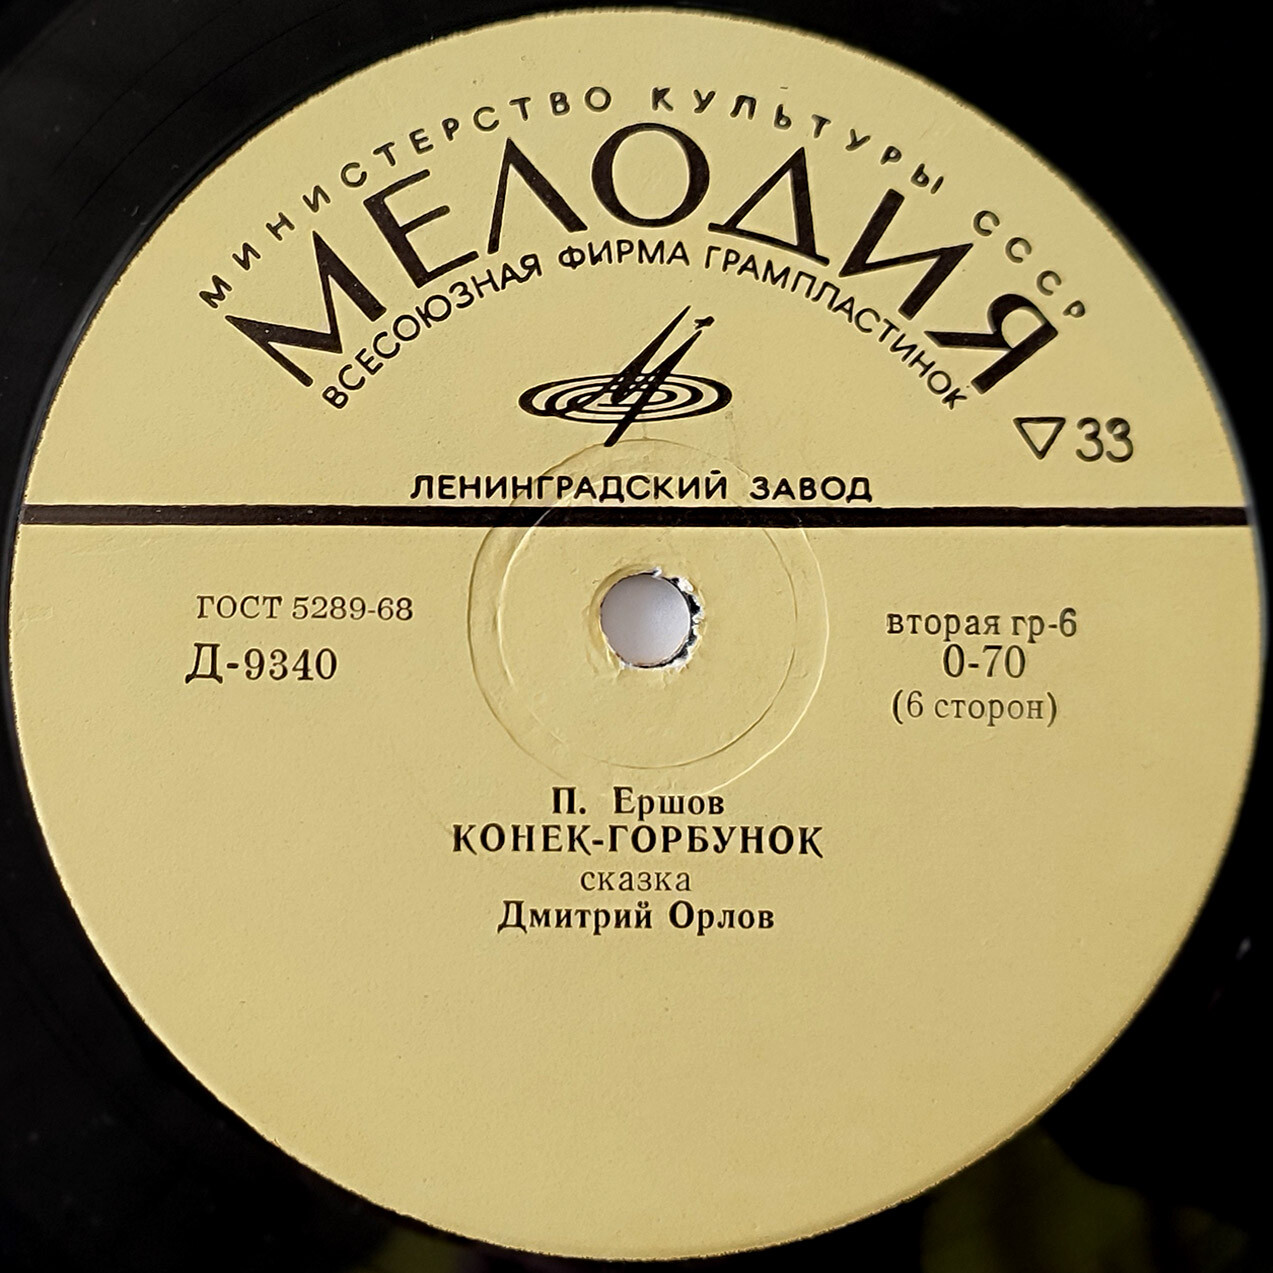 МИНИСТЕРСТВО КУЛЬТУРЫ СССР
МЕЛОДИЯ
ВСЕСОЮЗНАЯ ФИРМА ГРАМПЛАСТИНОК
▽33
ЛЕНИНГРАДСКИЙ ЗАВОД
ГОСТ 5289-68
Д-9340
вторая гр-6
0-70
(6 сторон)
П. Ершов
КОНЕК-ГОРБУНОК
сказка
Дмитрий Орлов